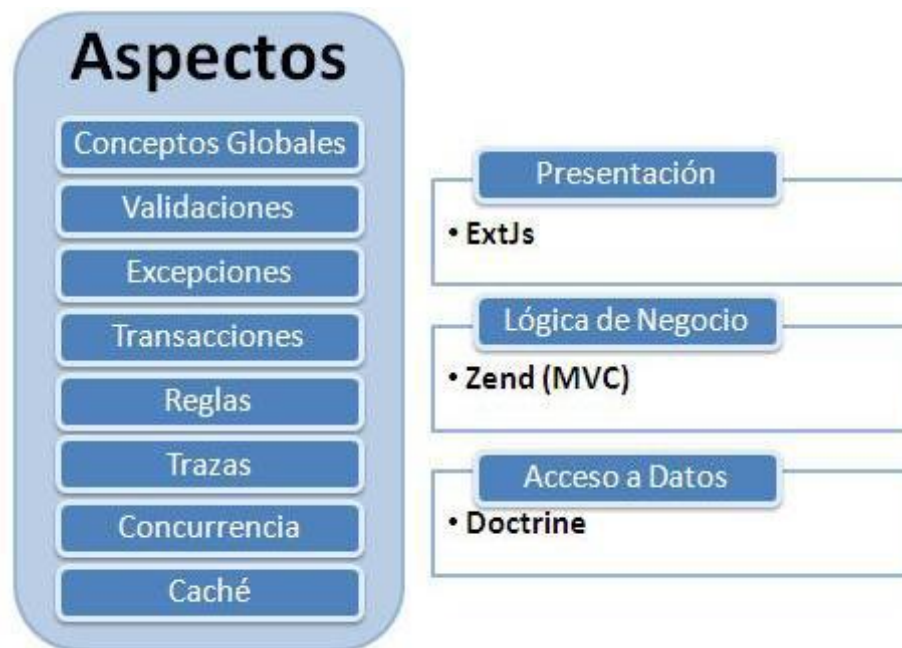 Aspectos
Conceptos Globales
Validaciones
Excepciones
Transacciones
Reglas
Trazas
Concurrencia
Caché
Presentación
• ExtJs
Lógica de Negocio
• Zend (MVC)
Acceso a Datos
• Doctrine